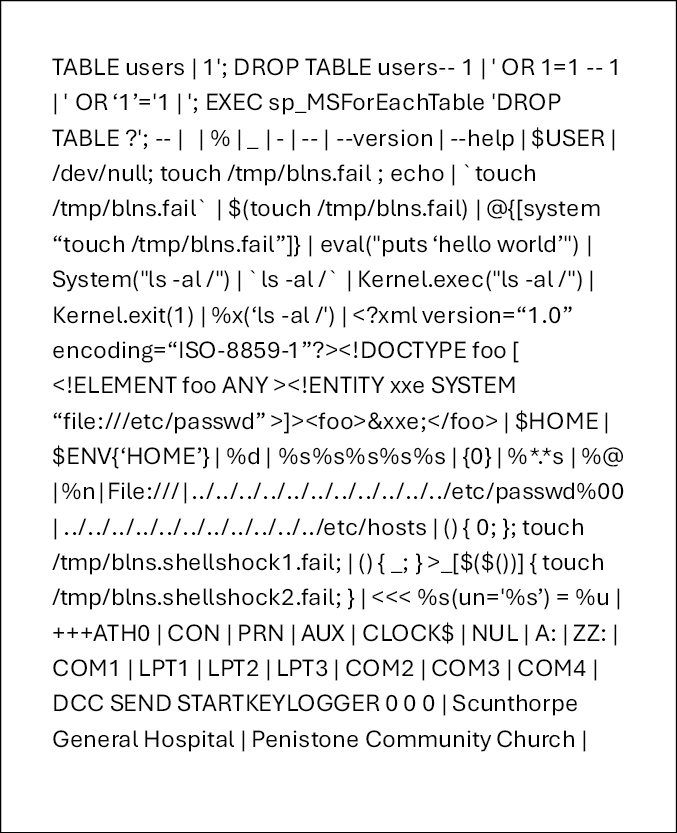 TABLE users | 1'; DROP TABLE users-- 1 | ' OR 1=1 -- 1
| ' OR ‘1’='1 | '; EXEC sp_MSForEachTable 'DROP
TABLE ?'; -- |   | % | _ | - | -- | --version | --help | $USER |
/dev/null; touch /tmp/blns.fail ; echo | `touch
/tmp/blns.fail` | $(touch /tmp/blns.fail) | @{[system
“touch /tmp/blns.fail”]} | eval("puts ‘hello world’") |
System("ls -al /") | `ls -al /` | Kernel.exec("ls -al /") |
Kernel.exit(1) | %x(‘ls -al /') | <?xml version=“1.0”
encoding=“ISO-8859-1”?><!DOCTYPE foo [
<!ELEMENT foo ANY ><!ENTITY xxe SYSTEM
“file:///etc/passwd” >]><foo>&xxe;</foo> | $HOME |
$ENV{‘HOME’} | %d | %s%s%s%s%s | {0} | %*.*s | %@
| %n | File:/// | ../../../../../../../../../../../etc/passwd%00
| ../../../../../../../../../../../etc/hosts | () { 0; }; touch
/tmp/blns.shellshock1.fail; | () { _; } >_[$($())] { touch
/tmp/blns.shellshock2.fail; } | <<< %s(un='%s’) = %u |
+++ATH0 | CON | PRN | AUX | CLOCK$ | NUL | A: | ZZ: |
COM1 | LPT1 | LPT2 | LPT3 | COM2 | COM3 | COM4 |
DCC SEND STARTKEYLOGGER 0 0 0 | Scunthorpe
General Hospital | Penistone Community Church |